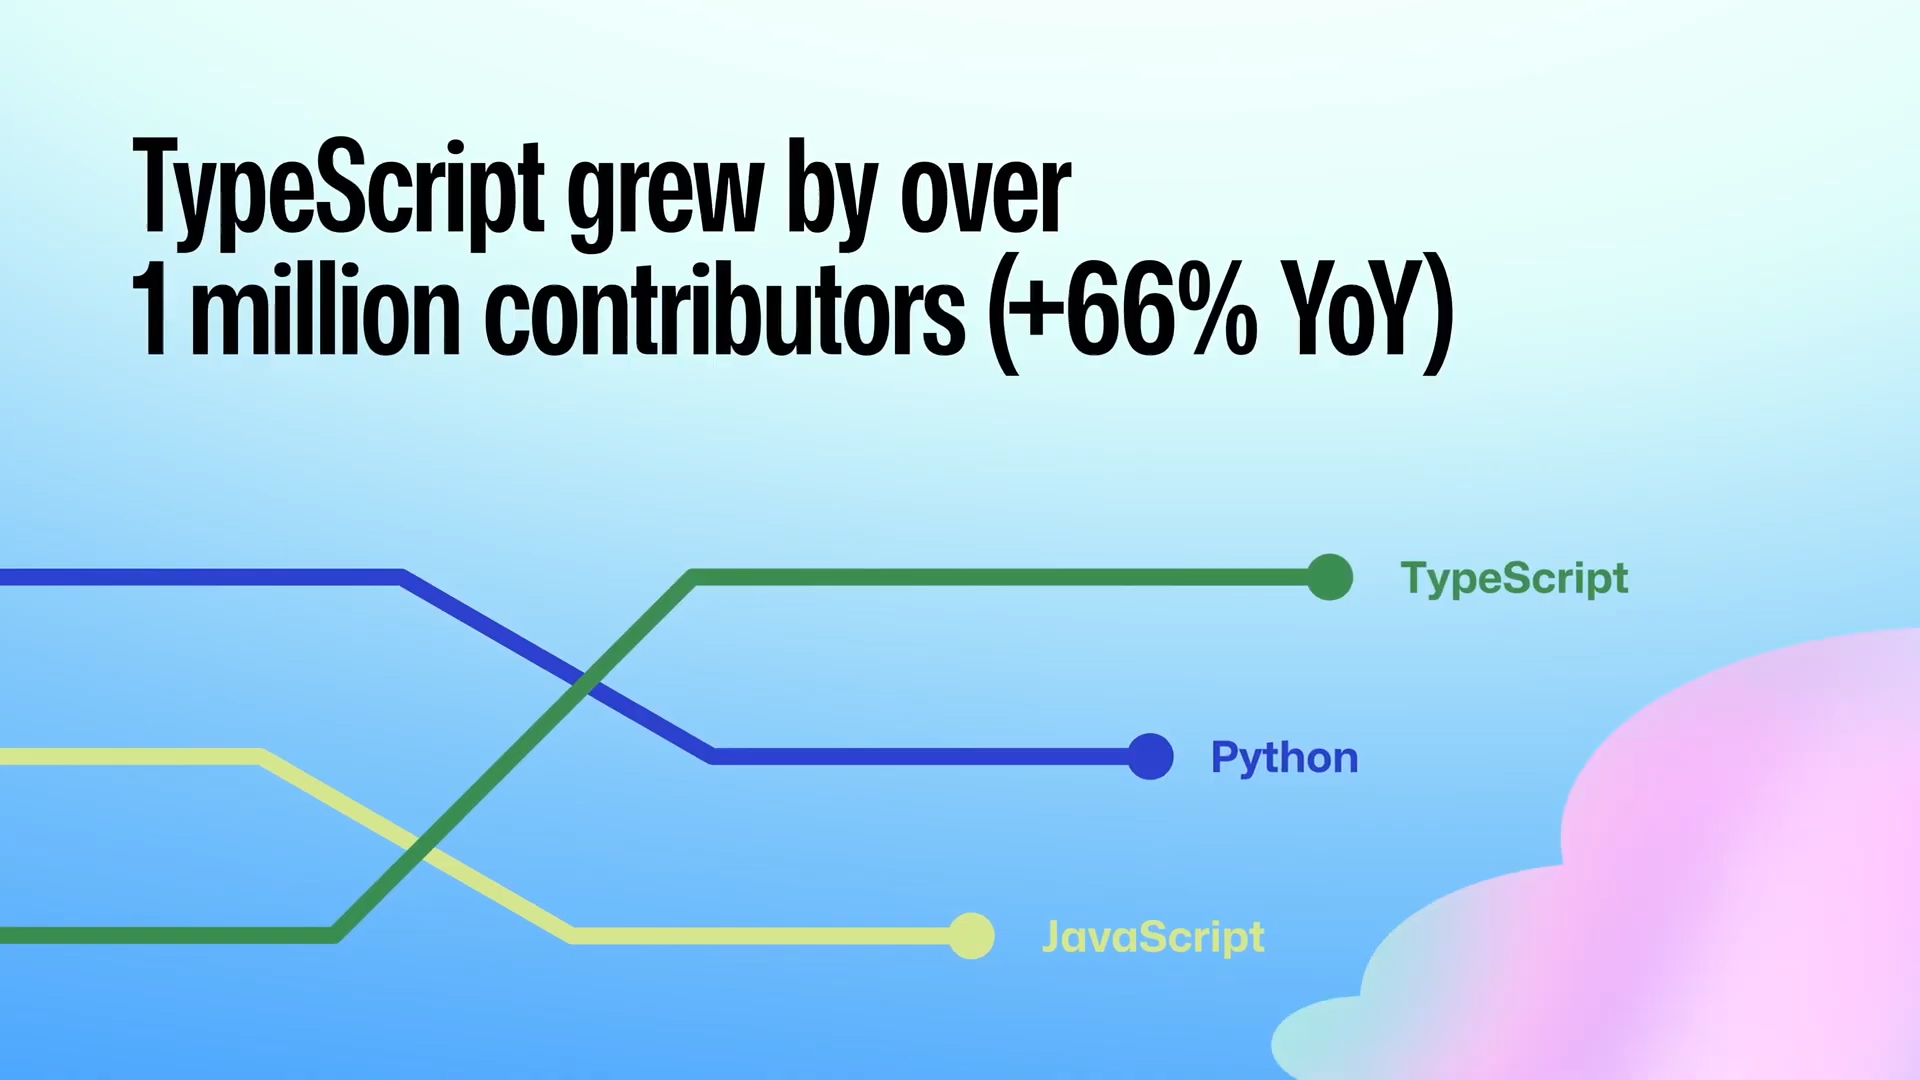 TypeScript grew by over
1 million contributors (+66% YoY)
TypeScript
Python
JavaScript